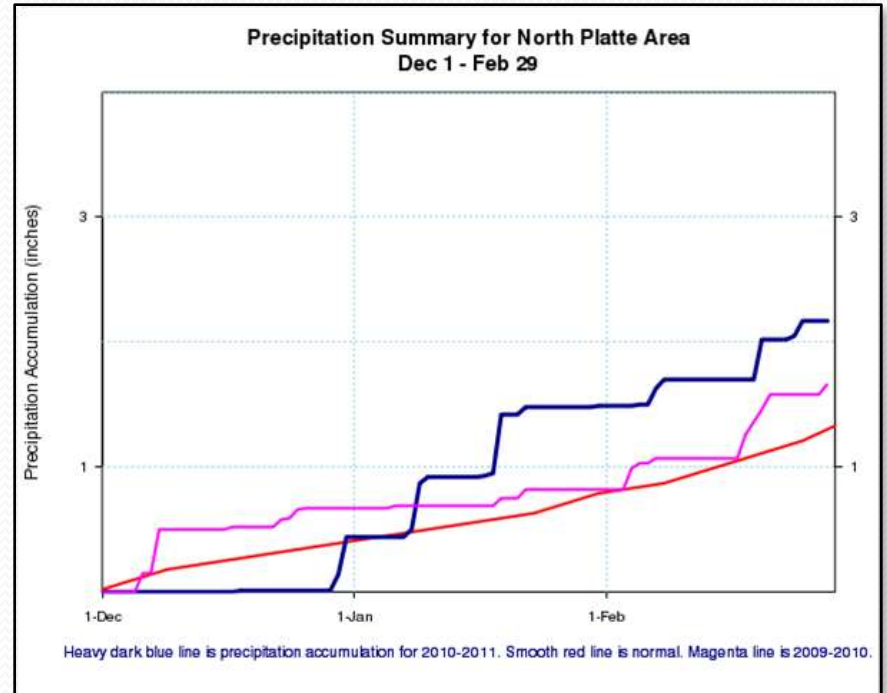 Precipitation Summary for North Platte Area
Dec 1 - Feb 29
Precipitation Accumulation (inches)
3
3
1
1
1-Dec
1-Jan
1-Feb
Heavy dark blue line is precipitation accumulation for 2010-2011. Smooth red line is normal. Magenta line is 2009-2010.